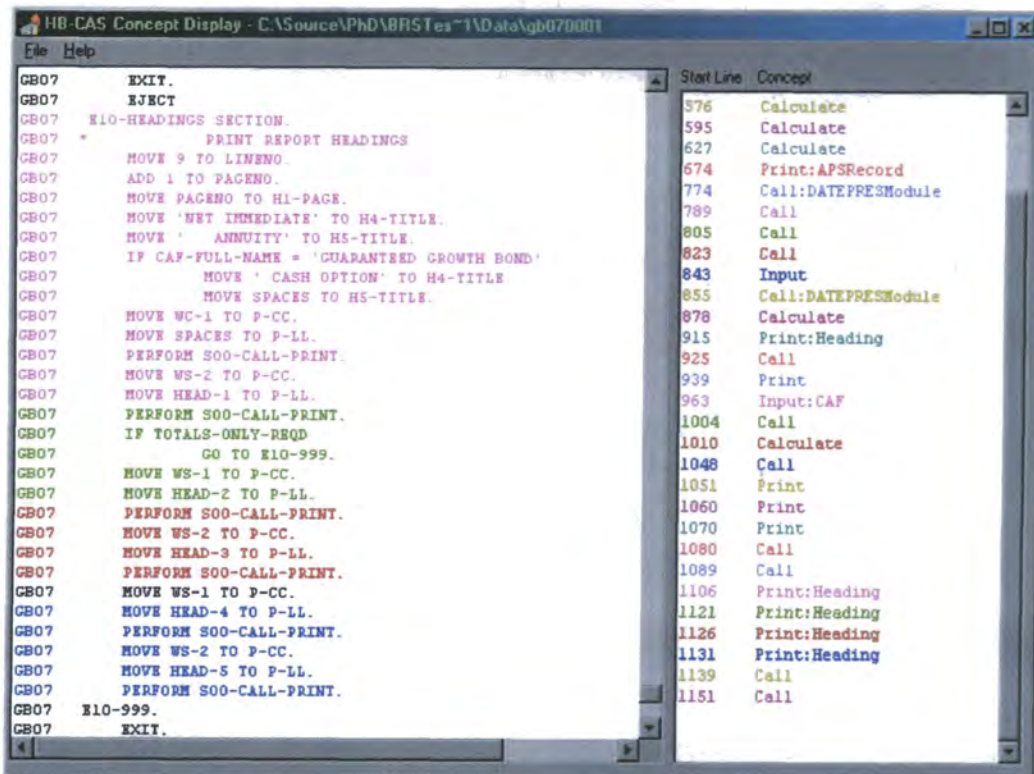 HB-CAS Concept Display - C:\Source\PhD\BRSTes~1\Data\gb070001
File Help
GB07 EXIT.
GB07 EJECT
GB07 E10-HEADINGS SECTION.
GB07 * PRINT REPORT HEADINGS
GB07 MOVE 9 TO LINENO.
GB07 ADD 1 TO PAGENO.
GB07 MOVE PAGENO TO H1-PAGE.
GB07 MOVE 'NET IMMEDIATE' TO H4-TITLE.
GB07 MOVE ' ANNUITY' TO H5-TITLE.
GB07 IF CAF-FULL-NAME = 'GUARANTEED GROWTH BOND'
GB07 MOVE ' CASH OPTION' TO H4-TITLE
GB07 MOVE SPACES TO H5-TITLE.
GB07 MOVE WC-1 TO P-CC.
GB07 MOVE SPACES TO P-LL.
GB07 PERFORM S00-CALL-PRINT.
GB07 MOVE WS-2 TO P-CC.
GB07 MOVE HEAD-1 TO P-LL.
GB07 PERFORM S00-CALL-PRINT.
GB07 IF TOTALS-ONLY-REQD
GB07 GO TO E10-999.
GB07 MOVE WS-1 TO P-CC.
GB07 MOVE HEAD-2 TO P-LL.
GB07 PERFORM S00-CALL-PRINT.
GB07 MOVE WS-2 TO P-CC.
GB07 MOVE HEAD-3 TO P-LL.
GB07 PERFORM S00-CALL-PRINT.
GB07 MOVE WS-1 TO P-CC.
GB07 MOVE HEAD-4 TO P-LL.
GB07 PERFORM S00-CALL-PRINT.
GB07 MOVE WS-2 TO P-CC.
GB07 MOVE HEAD-5 TO P-LL.
GB07 PERFORM S00-CALL-PRINT.
GB07 E10-999.
GB07 EXIT.
Start Line Concept
576 Calculate
595 Calculate
627 Calculate
674 Print:APSRecord
774 Call:DATEPRESModule
789 Call
805 Call
823 Call
843 Input
855 Call:DATEPRESModule
878 Calculate
915 Print:Heading
925 Call
939 Print
963 Input:CAF
1004 Call
1010 Calculate
1048 Call
1051 Print
1060 Print
1070 Print
1080 Call
1089 Call
1106 Print:Heading
1121 Print:Heading
1126 Print:Heading
1131 Print:Heading
1139 Call
1151 Call